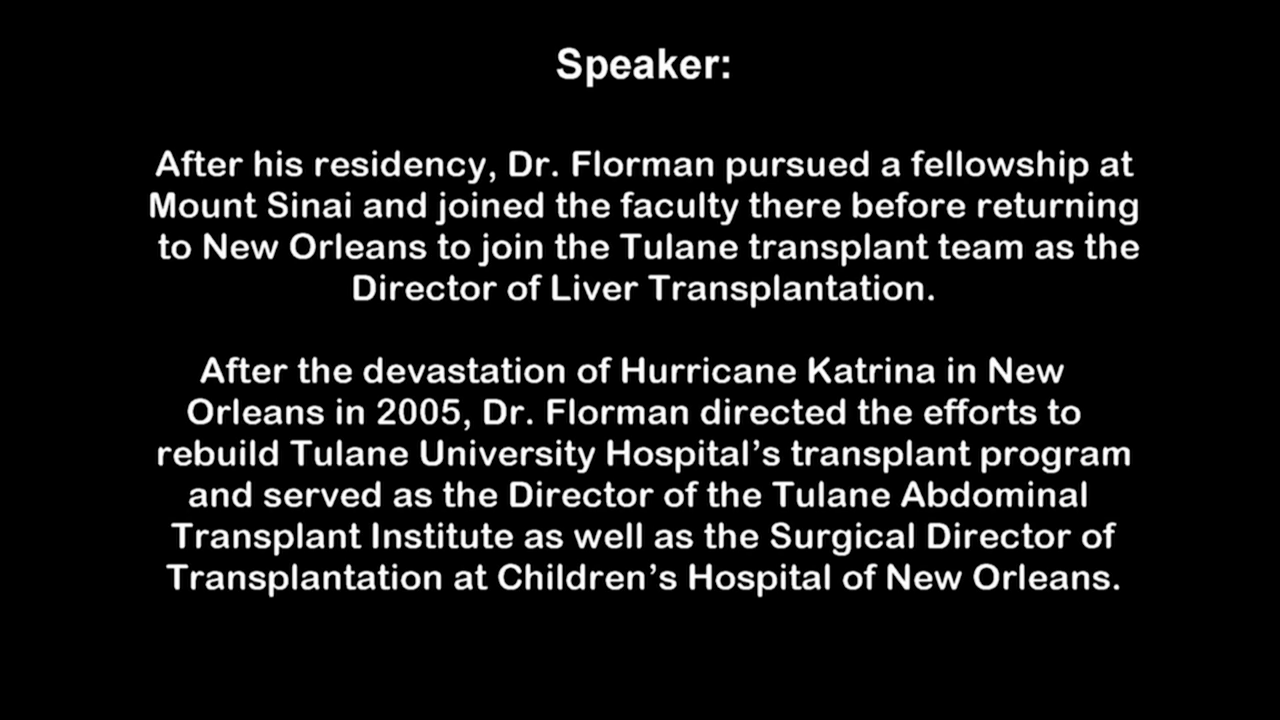 Speaker:
After his residency, Dr. Florman pursued a fellowship at
Mount Sinai and joined the faculty there before returning
to New Orleans to join the Tulane transplant team as the
Director of Liver Transplantation.
After the devastation of Hurricane Katrina in New
Orleans in 2005, Dr. Florman directed the efforts to
rebuild Tulane University Hospital’s transplant program
and served as the Director of the Tulane Abdominal
Transplant Institute as well as the Surgical Director of
Transplantation at Children’s Hospital of New Orleans.